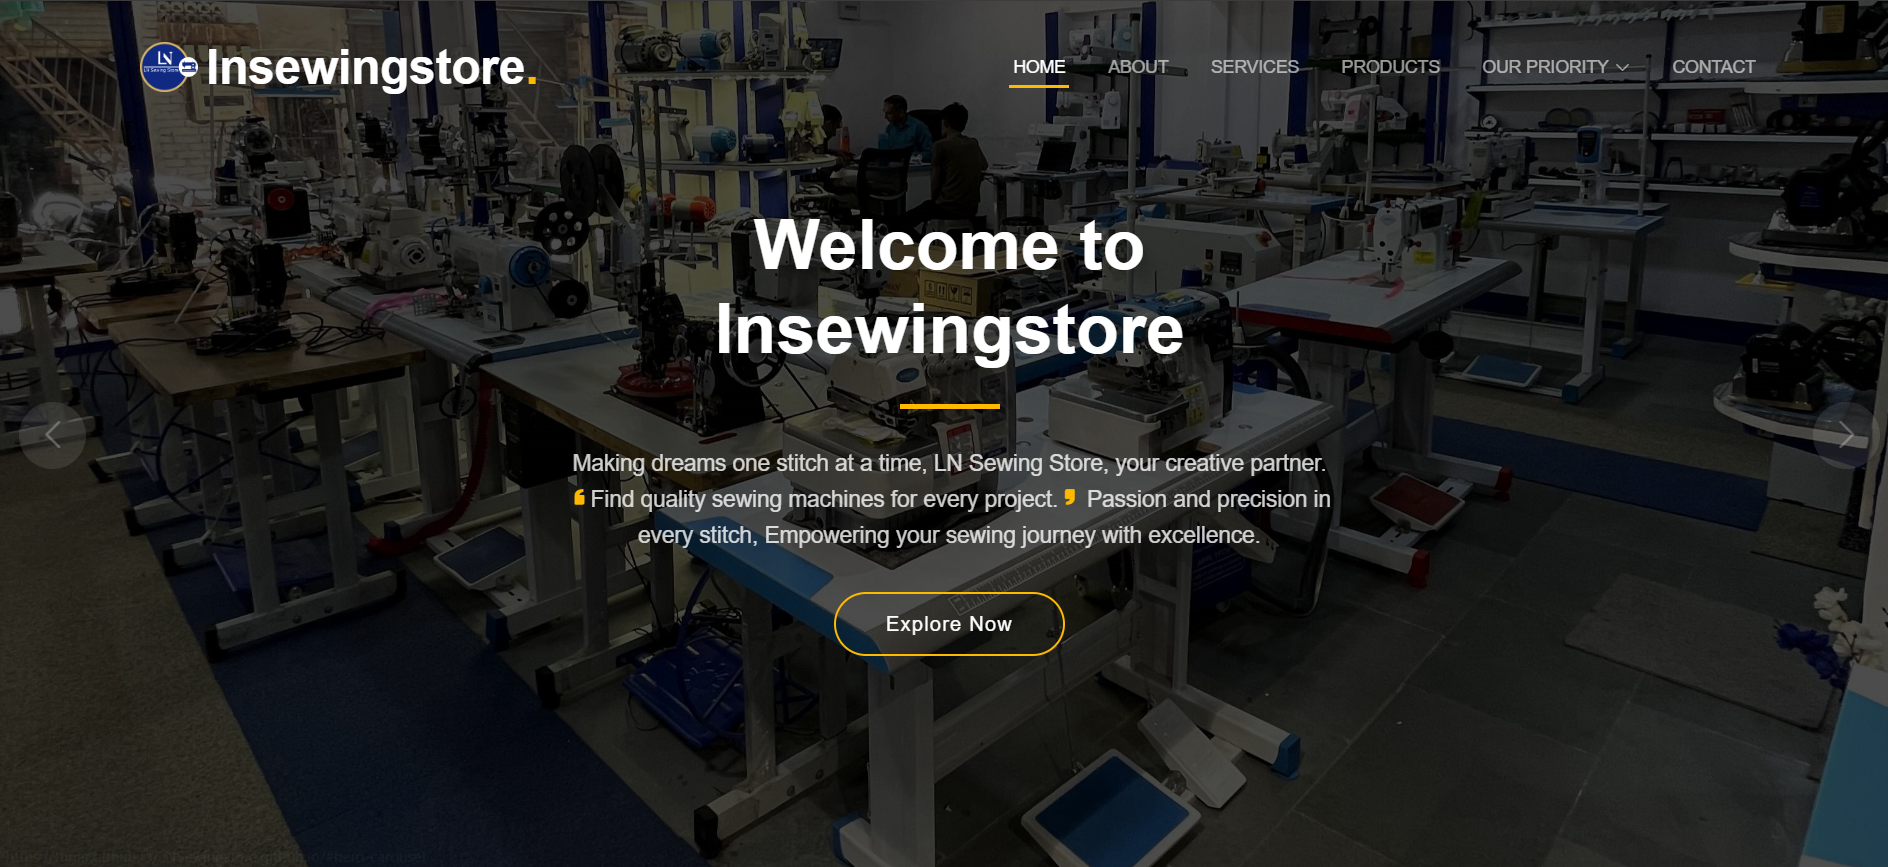 LN
LN Sewing Store
Insewingstore.
HOME
ABOUT
SERVICES
PRODUCTS
OUR PRIORITY
CONTACT
Welcome to
Insewingstore
Making dreams one stitch at a time, LN Sewing Store, your creative partner.
❛ Find quality sewing machines for every project. ❜ Passion and precision in
every stitch, Empowering your sewing journey with excellence.
Explore Now